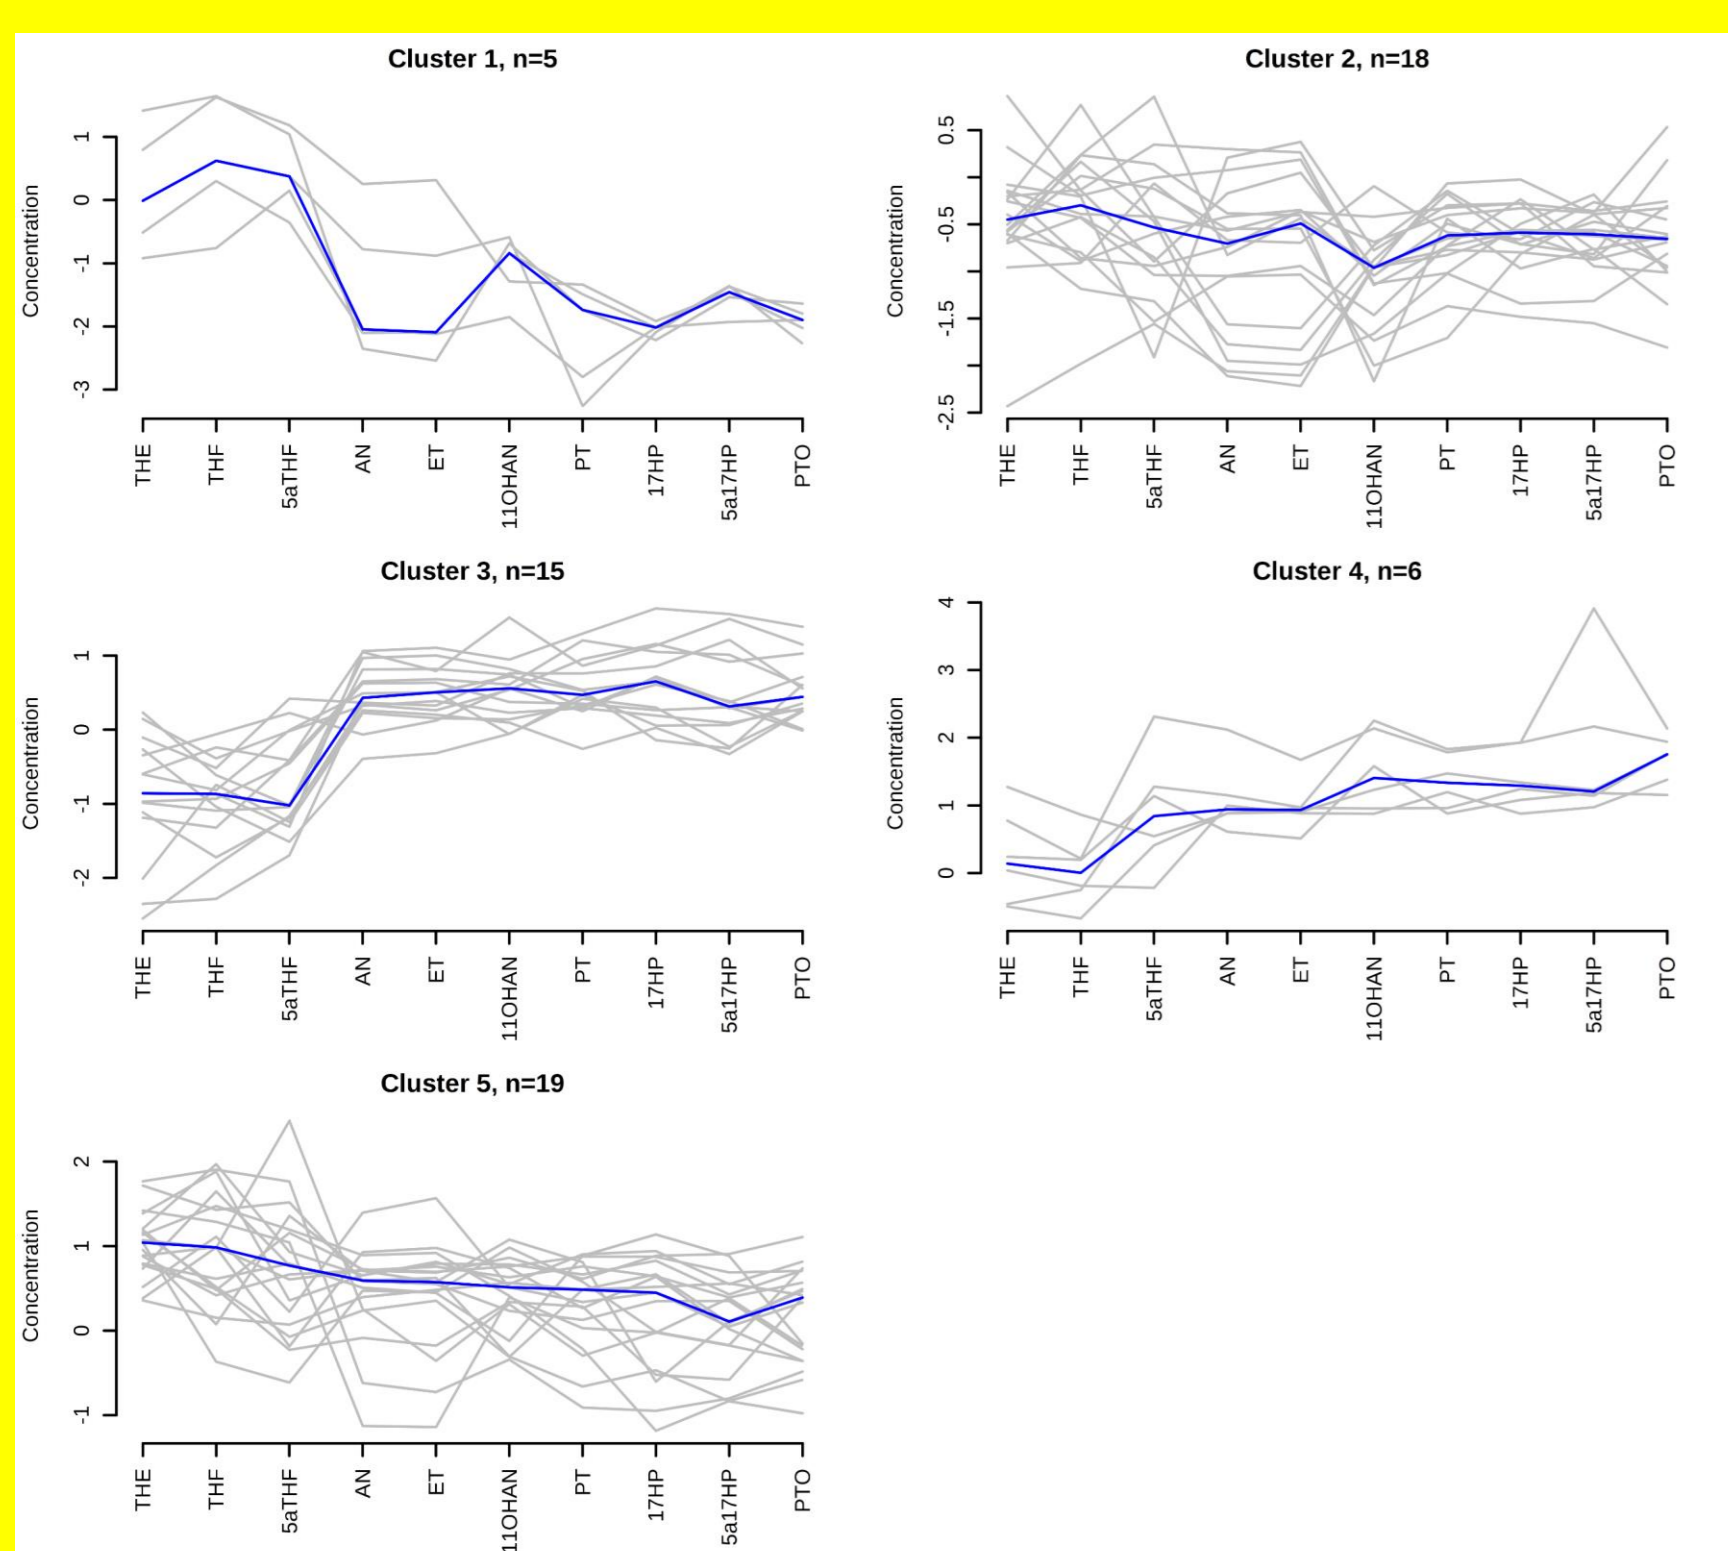 Cluster 1, n=5
Concentration
1
0
-1
-2
-3
THE THF 5aTHF AN ET 11OHAN PT 17HP 5a17HP PTO
Cluster 2, n=18
Concentration
0.5
-0.5
-1.5
-2.5
THE THF 5aTHF AN ET 11OHAN PT 17HP 5a17HP PTO
Cluster 3, n=15
Concentration
1
0
-1
-2
THE THF 5aTHF AN ET 11OHAN PT 17HP 5a17HP PTO
Cluster 4, n=6
Concentration
4
3
2
1
0
THE THF 5aTHF AN ET 11OHAN PT 17HP 5a17HP PTO
Cluster 5, n=19
Concentration
2
1
0
-1
THE THF 5aTHF AN ET 11OHAN PT 17HP 5a17HP PTO